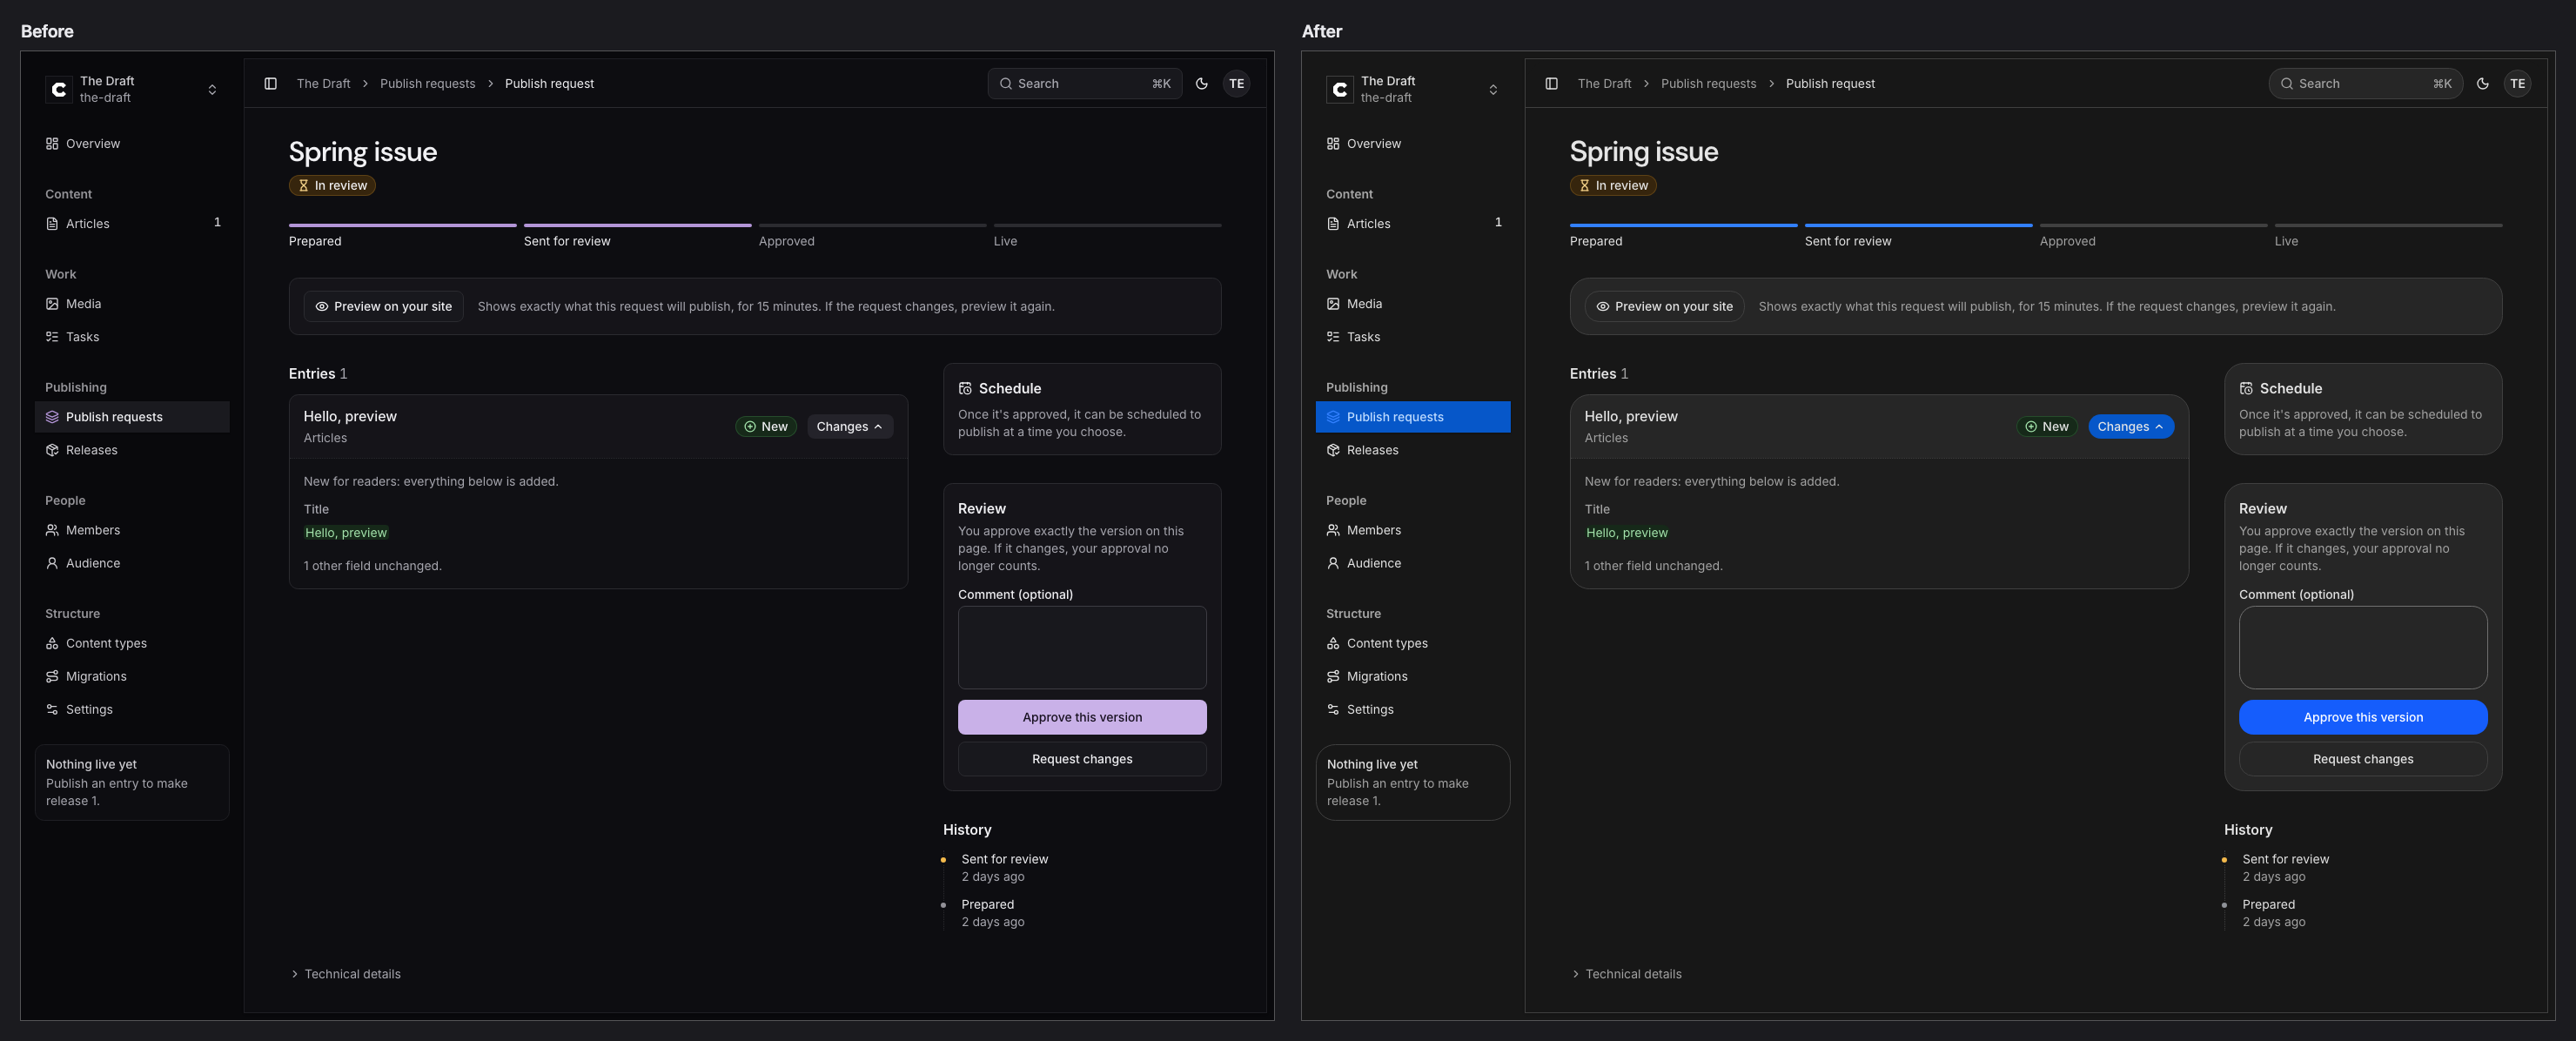 Before
The Draft
the-draft
Overview
Content
Articles 1
Work
Media
Tasks
Publishing
Publish requests
Releases
People
Members
Audience
Structure
Content types
Migrations
Settings
Nothing live yet
Publish an entry to make
release 1.
The Draft > Publish requests > Publish request
Search ⌘K
TE
Spring issue
In review
Prepared
Sent for review
Approved
Live
Preview on your site
Shows exactly what this request will publish, for 15 minutes. If the request changes, preview it again.
Entries 1
Hello, preview
Articles
New
Changes
New for readers: everything below is added.
Title
Hello, preview
1 other field unchanged.
Schedule
Once it's approved, it can be scheduled to
publish at a time you choose.
Review
You approve exactly the version on this
page. If it changes, your approval no
longer counts.
Comment (optional)
Approve this version
Request changes
History
Sent for review
2 days ago
Prepared
2 days ago
Technical details
After
The Draft
the-draft
Overview
Content
Articles 1
Work
Media
Tasks
Publishing
Publish requests
Releases
People
Members
Audience
Structure
Content types
Migrations
Settings
Nothing live yet
Publish an entry to make
release 1.
The Draft > Publish requests > Publish request
Search ⌘K
TE
Spring issue
In review
Prepared
Sent for review
Approved
Live
Preview on your site
Shows exactly what this request will publish, for 15 minutes. If the request changes, preview it again.
Entries 1
Hello, preview
Articles
New
Changes
New for readers: everything below is added.
Title
Hello, preview
1 other field unchanged.
Schedule
Once it's approved, it can be scheduled to
publish at a time you choose.
Review
You approve exactly the version on this
page. If it changes, your approval no
longer counts.
Comment (optional)
Approve this version
Request changes
History
Sent for review
2 days ago
Prepared
2 days ago
Technical details